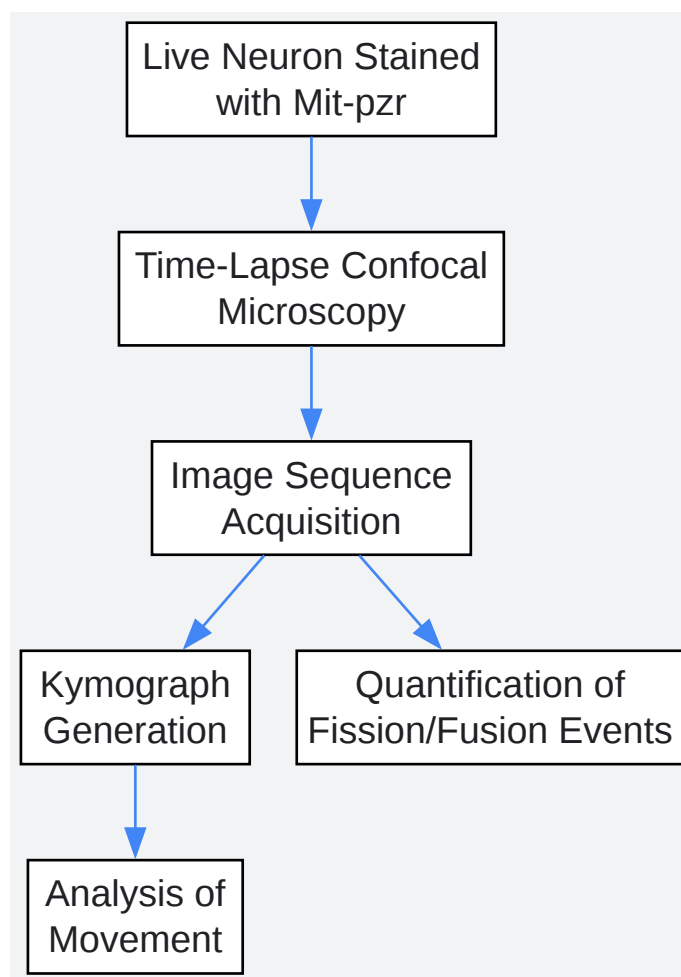 Live Neuron Stained
with Mit-pzr
Time-Lapse Confocal
Microscopy
Image Sequence
Acquisition
Kymograph
Generation
Quantification of
Fission/Fusion Events
Analysis of
Movement